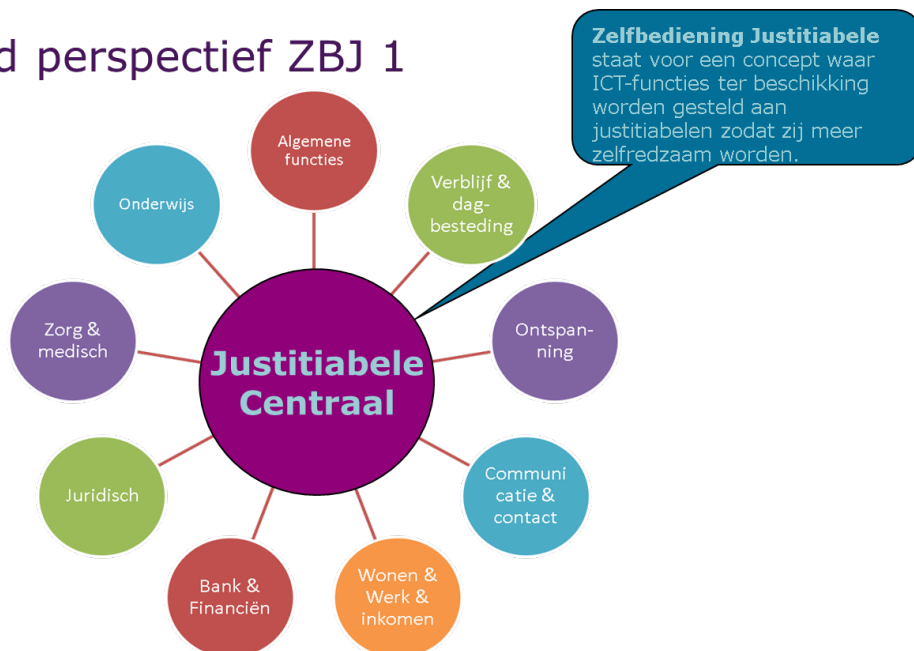 d perspectief ZBJ 1
Zelfbediening Justitiabele
staat voor een concept waar
ICT-functies ter beschikking
worden gesteld aan
justitiabelen zodat zij meer
zelfredzaam worden.
Algemene
functies
Verblijf &
dag-
besteding
Ontspan-
ning
Communi
catie &
contact
Wonen &
Werk &
inkomen
Bank &
Financiën
Juridisch
Zorg &
medisch
Onderwijs
Justitiabele
Centraal